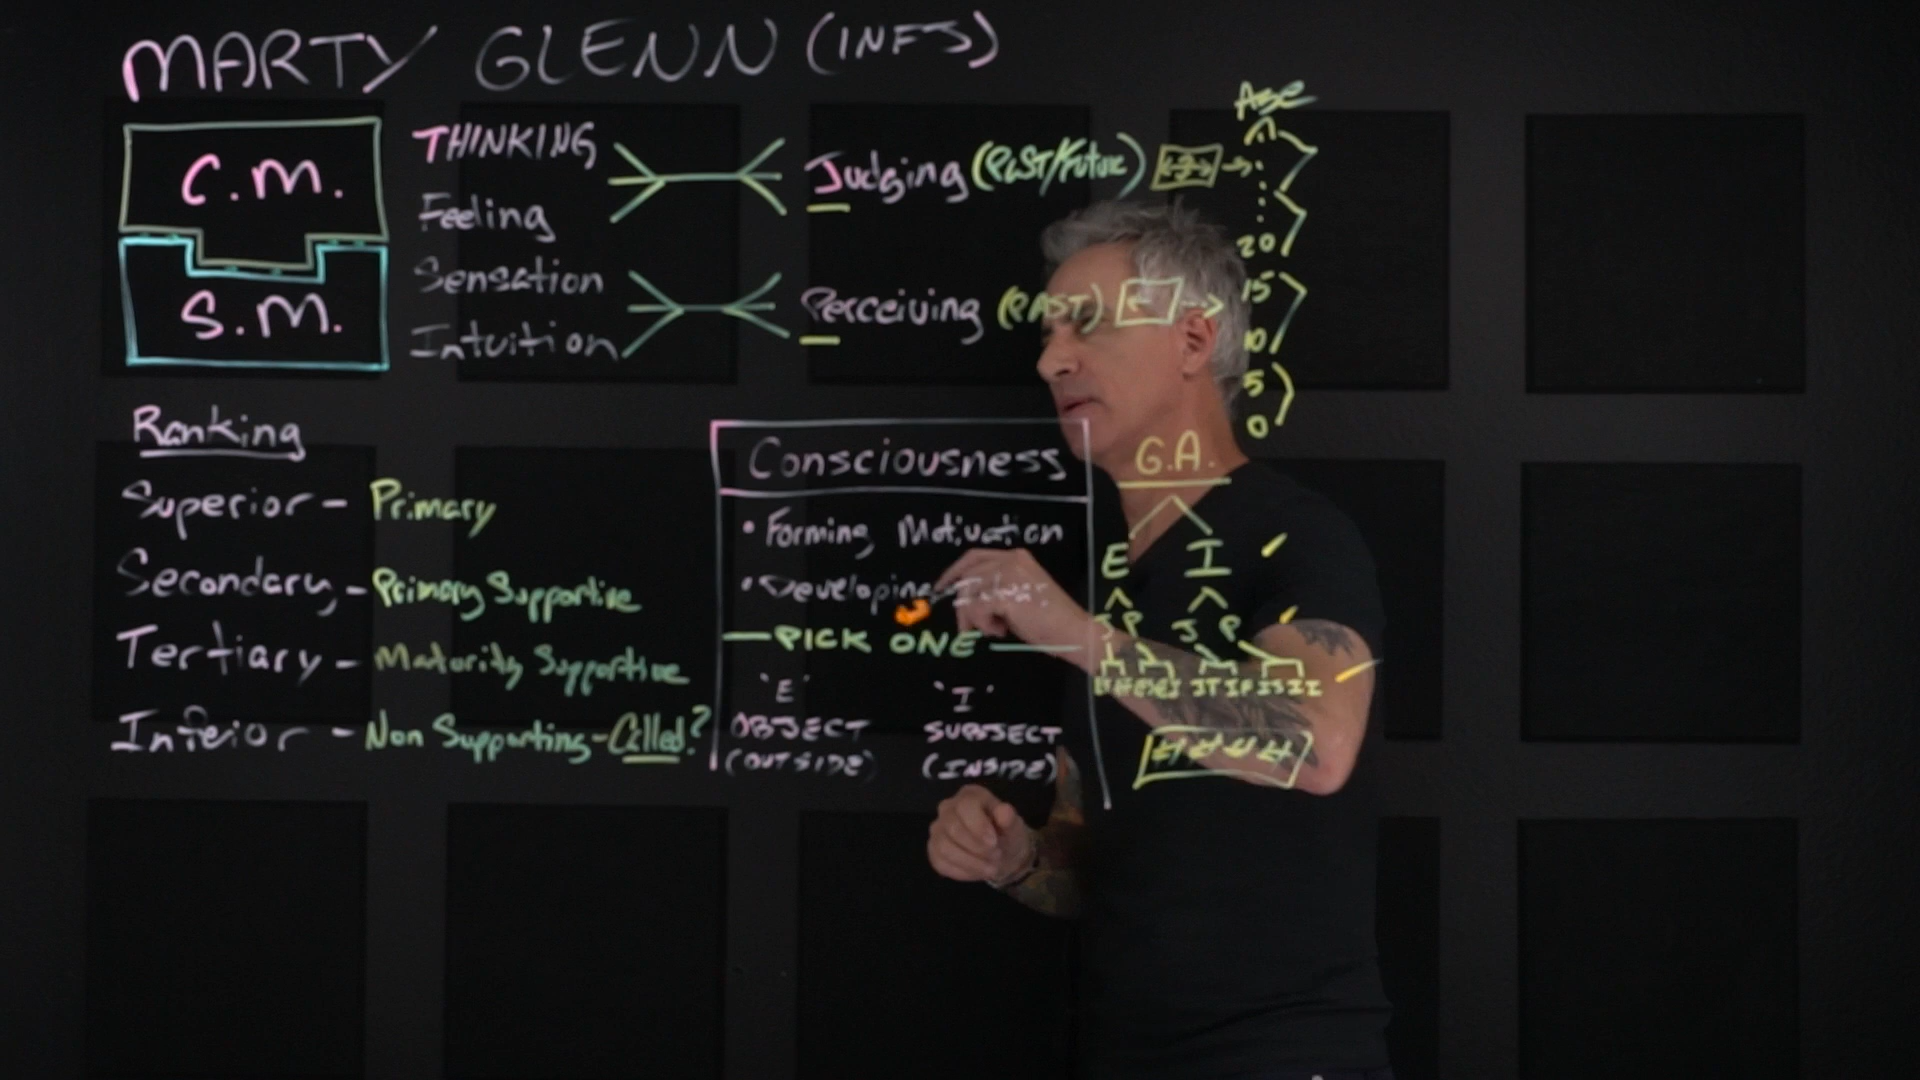 MARTY GLENN (INFJ)
C.M.
S.M.
THINKING
Feeling
Sensation
Intuition
Judging (PAST/Future)
Perceiving (PAST)
Age
20
15
10
5
0
Ranking
Superior - Primary
Secondary - Primary Supportive
Tertiary - Maturity Supportive
Inferior - Non Supporting - Called?
Consciousness
• Forming Motivation
• Developing
PICK ONE
'E' 'I'
OBJECT SUBJECT
(OUTSIDE) (INSIDE)
G.A.
E I
J P J P